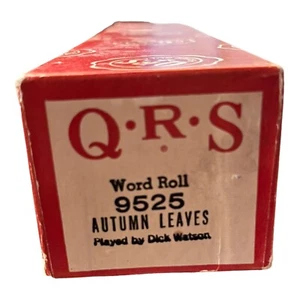 Q·R·S
Word Roll
9525
AUTUMN LEAVES
Played by Dick Watson